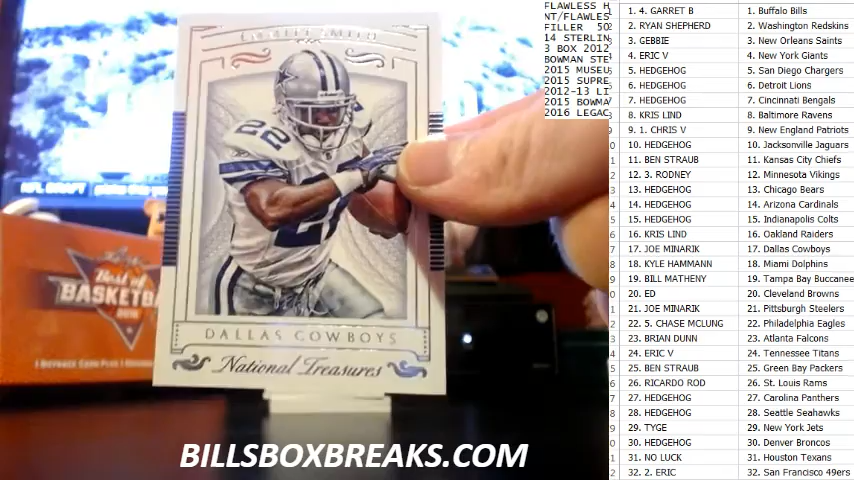 EMMITT SMITH
22
DALLAS COWBOYS
National Treasures
NFL DRAFT
Best of
BASKETBA
BILLSBOXBREAKS.COM
FLAWLESS H
NT/FLAWLES
FILLER 50
14 STERLIN
3 BOX 2012
BOWMAN STE
2015 MUSEU
2015 SUPRE
2012-13 LI
2015 BOWMA
2016 LEGAC
1. 4. GARRET B 1. Buffalo Bills
2. RYAN SHEPHERD 2. Washington Redskins
3. GEBBIE 3. New Orleans Saints
4. ERIC V 4. New York Giants
5. HEDGEHOG 5. San Diego Chargers
6. HEDGEHOG 6. Detroit Lions
7. HEDGEHOG 7. Cincinnati Bengals
8. KRIS LIND 8. Baltimore Ravens
9. 1. CHRIS V 9. New England Patriots
10. HEDGEHOG 10. Jacksonville Jaguars
11. BEN STRAUB 11. Kansas City Chiefs
12. 3. RODNEY 12. Minnesota Vikings
13. HEDGEHOG 13. Chicago Bears
14. HEDGEHOG 14. Arizona Cardinals
15. HEDGEHOG 15. Indianapolis Colts
16. KRIS LIND 16. Oakland Raiders
17. JOE MINARIK 17. Dallas Cowboys
18. KYLE HAMMANN 18. Miami Dolphins
19. BILL MATHENY 19. Tampa Bay Buccanee
20. ED 20. Cleveland Browns
21. JOE MINARIK 21. Pittsburgh Steelers
22. 5. CHASE MCLUNG 22. Philadelphia Eagles
23. BRIAN DUNN 23. Atlanta Falcons
24. ERIC V 24. Tennessee Titans
25. BEN STRAUB 25. Green Bay Packers
26. RICARDO ROD 26. St. Louis Rams
27. HEDGEHOG 27. Carolina Panthers
28. HEDGEHOG 28. Seattle Seahawks
29. TYGE 29. New York Jets
30. HEDGEHOG 30. Denver Broncos
31. NO LUCK 31. Houston Texans
32. 2. ERIC 32. San Francisco 49ers